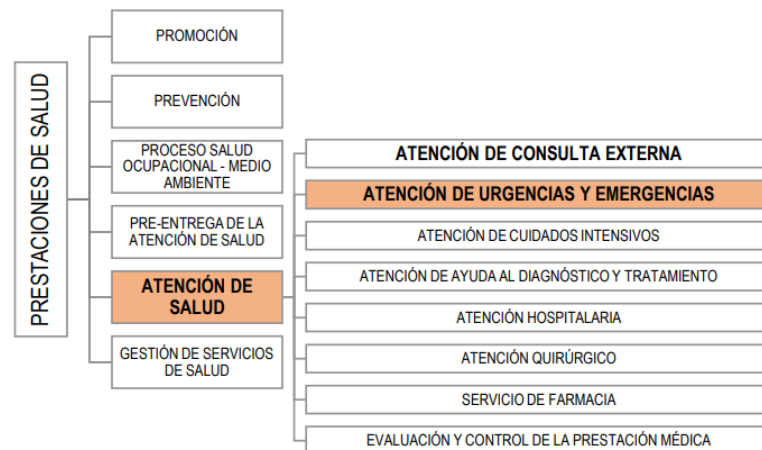 PRESTACIONES DE SALUD
PROMOCIÓN
PREVENCIÓN
PROCESO SALUD
OCUPACIONAL - MEDIO
AMBIENTE
PRE-ENTREGA DE LA
ATENCIÓN DE SALUD
ATENCIÓN DE
SALUD
GESTIÓN DE SERVICIOS
DE SALUD
ATENCIÓN DE CONSULTA EXTERNA
ATENCIÓN DE URGENCIAS Y EMERGENCIAS
ATENCIÓN DE CUIDADOS INTENSIVOS
ATENCIÓN DE AYUDA AL DIAGNÓSTICO Y TRATAMIENTO
ATENCIÓN HOSPITALARIA
ATENCIÓN QUIRÚRGICO
SERVICIO DE FARMACIA
EVALUACIÓN Y CONTROL DE LA PRESTACIÓN MÉDICA